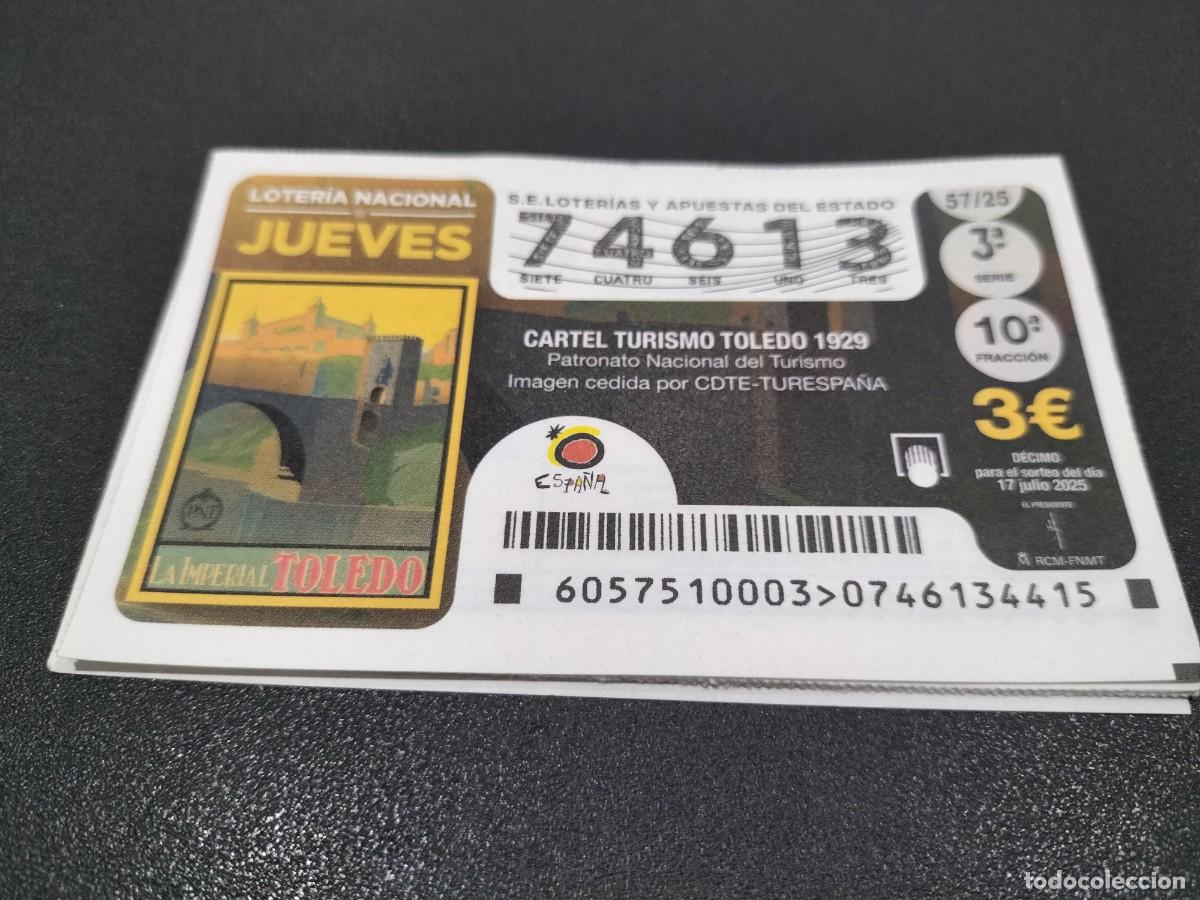 LOTERÍA NACIONAL
JUEVES
PNT
LA IMPERIAL TOLEDO
S.E.LOTERÍAS Y APUESTAS DEL ESTADO
74613
SIETE CUATRO SEIS UNO TRES
CARTEL TURISMO TOLEDO 1929
Patronato Nacional del Turismo
Imagen cedida por CDTE-TURESPAÑA
ESPAÑA
57/25
3ª
SERIE
10ª
FRACCIÓN
3€
DÉCIMO
para el sorteo del día
17 julio 2025
EL PRESIDENTE
RCM-FNMT
6057510003>0746134415
todocoleccion